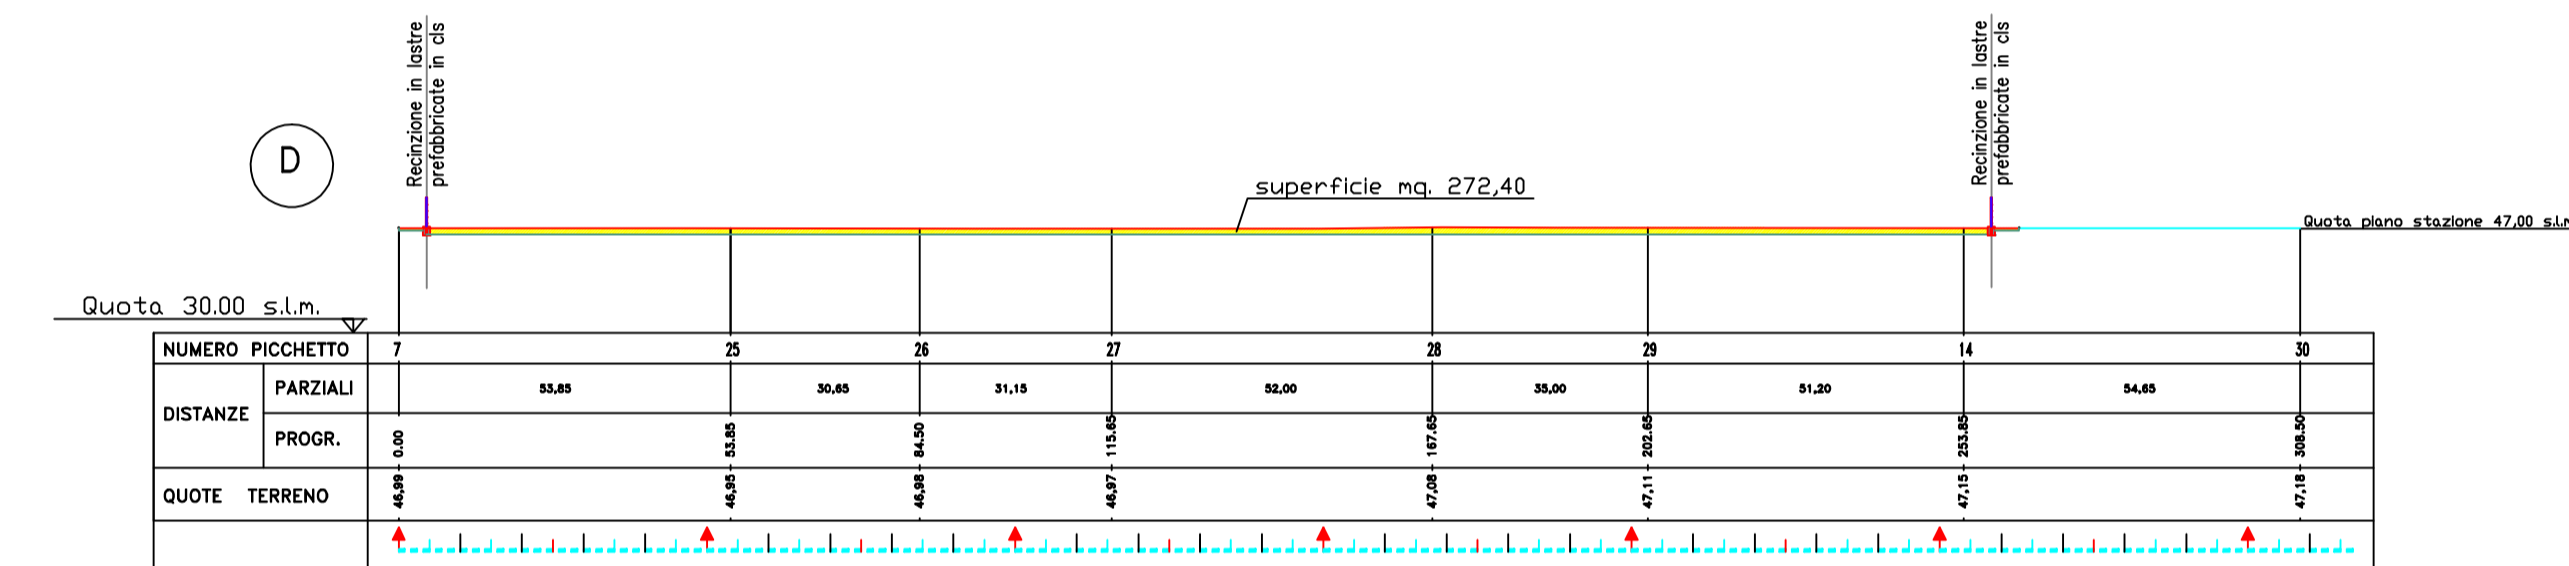 Recinzione in lastre
prefabbricate in cls
Recinzione in lastre
prefabbricate in cls
D
superficie mq. 272,40
Quota piano stazione 47,00 s.l.m
Quota 30.00 s.l.m.
NUMERO PICCHETTO 7 25 26 27 28 29 14 30
DISTANZE
PARZIALI 53,85 30,65 31,15 52,00 35,00 51,20 54,65
PROGR. 0.00 53.85 84.50 115.65 167.65 202.65 253.85 308.50
QUOTE TERRENO 46,99 46,95 46,98 46,97 47,08 47,11 47,15 47,18